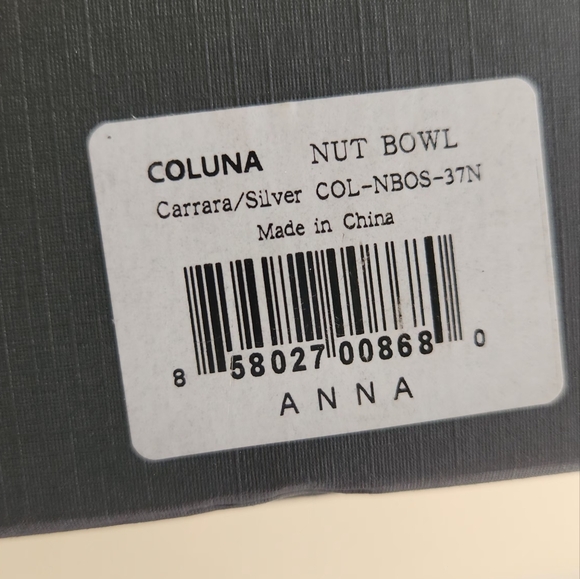 COLUNA NUT BOWL
Carrara/Silver COL-NBOS-37N
Made in China
8 58027 00868 0
ANNA